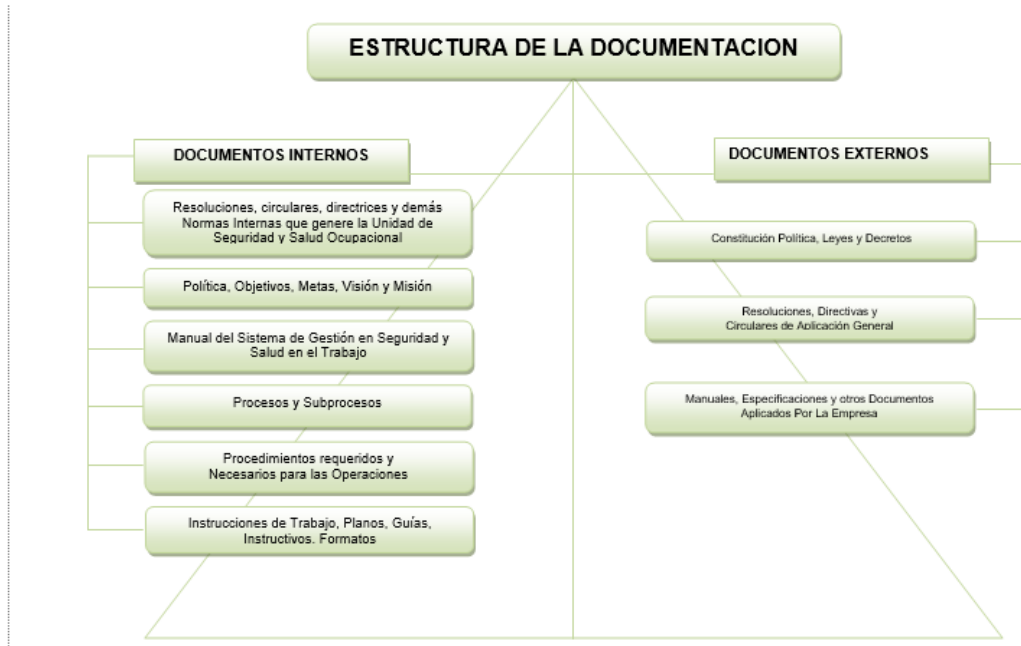 ESTRUCTURA DE LA DOCUMENTACION
DOCUMENTOS INTERNOS
Resoluciones, circulares, directrices y demás
Normas Internas que genere la Unidad de
Seguridad y Salud Ocupacional
Política, Objetivos, Metas, Visión y Misión
Manual del Sistema de Gestión en Seguridad y
Salud en el Trabajo
Procesos y Subprocesos
Procedimientos requeridos y
Necesarios para las Operaciones
Instrucciones de Trabajo, Planos, Guías,
Instructivos. Formatos
DOCUMENTOS EXTERNOS
Constitución Política, Leyes y Decretos
Resoluciones, Directivas y
Circulares de Aplicación General
Manuales, Especificaciones y otros Documentos
Aplicados Por La Empresa